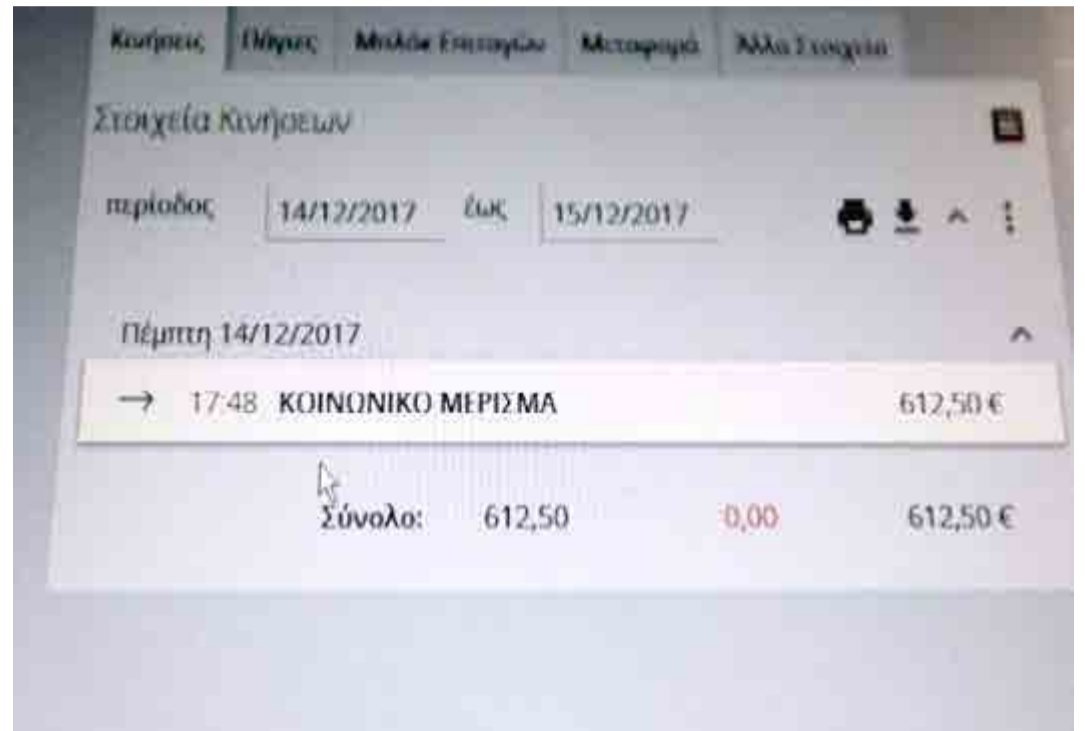 Κινήσεις Πάγιες Μπλόκ Επιταγών Μεταφορά Άλλα Στοιχεία
Στοιχεία Κινήσεων
περίοδος 14/12/2017 έως 15/12/2017
Πέμπτη 14/12/2017
→ 17:48 ΚΟΙΝΩΝΙΚΟ ΜΕΡΙΣΜΑ 612,50 €
Σύνολο: 612,50 0,00 612,50 €